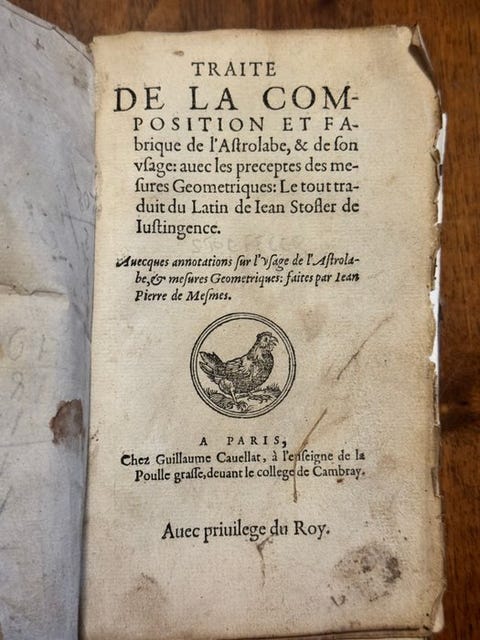 TRAITE
DE LA COM-
POSITION ET FA-
brique de l'Aſtrolabe, & de ſon
vſage: auec les preceptes des me-
ſures Geometriques: Le tout tra-
duit du Latin de Iean Stofler de
Iuſtingence.
Auecques annotations ſur l'vſage de l'Aſtrola-
be,& meſures Geometriques: faites par Iean
Pierre de Meſmes.
A PARIS,
Chez Guillaume Cauellat, à l'enſeigne de la
Poulle graſſe, deuant le college de Cambray.
Auec priuilege du Roy.